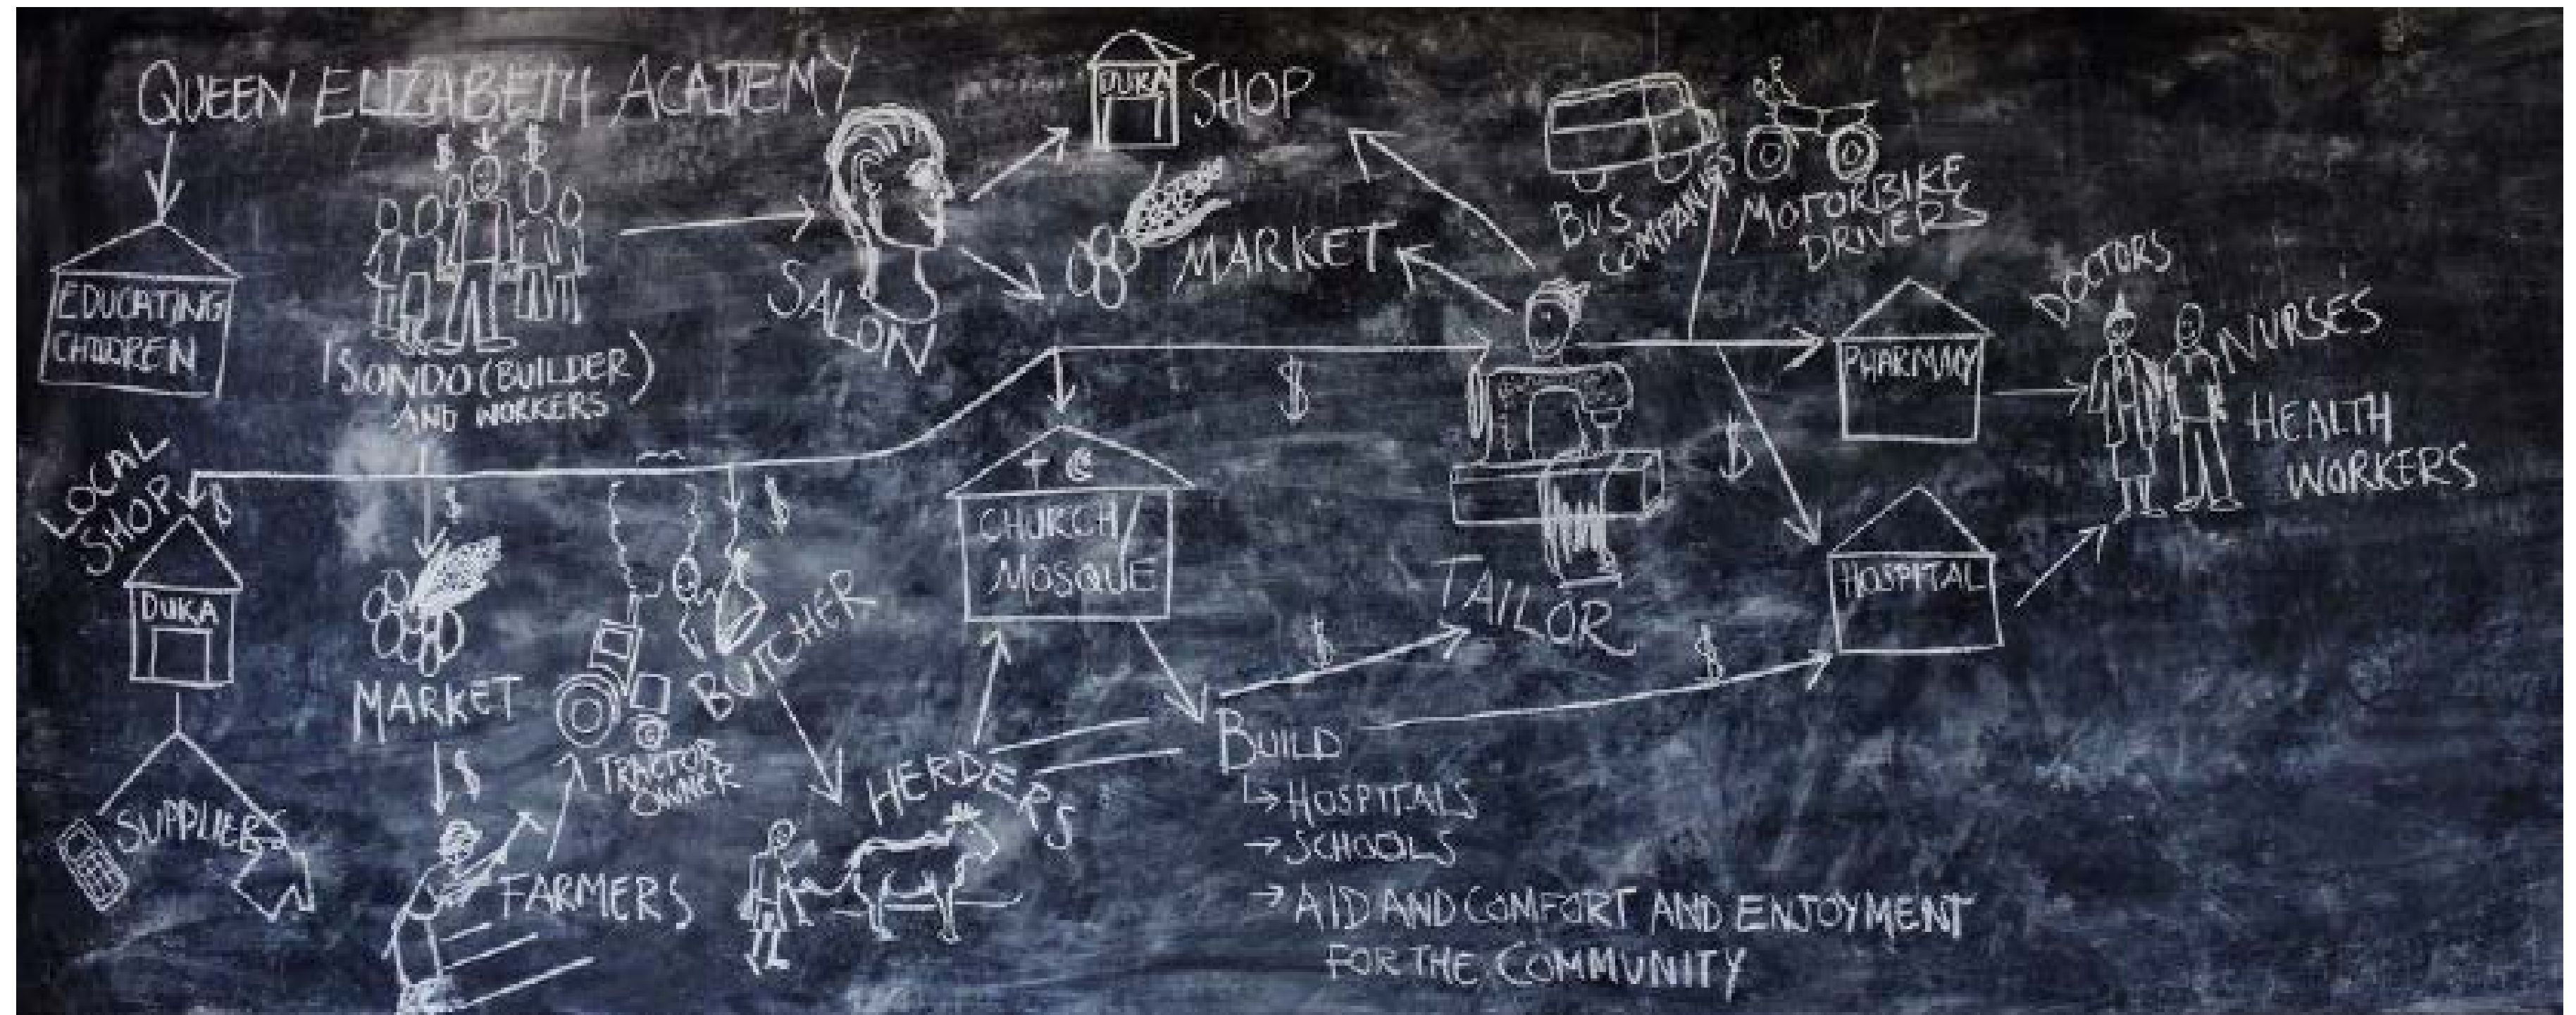 QUEEN ELIZABETH ACADEMY
EDUCATING
CHILDREN
$ $
ISONDO (BUILDER)
AND WORKERS
SALON
DUKA
SHOP
MARKET
BUS
COMPANIES
MOTORBIKE
DRIVERS
PHARMACY
DOCTORS
NURSES
HEALTH
WORKERS
LOCAL
SHOP
$
DUKA
SUPPLIERS
$
MARKET
$
FARMERS
TRACTOR
OWNER
$
BUTCHER
HERDERS
CHURCH/
MOSQUE
$
TAILOR
$
HOSPITAL
$
$
BUILD
HOSPITALS
SCHOOLS
AID AND COMFORT AND ENJOYMENT
FOR THE COMMUNITY